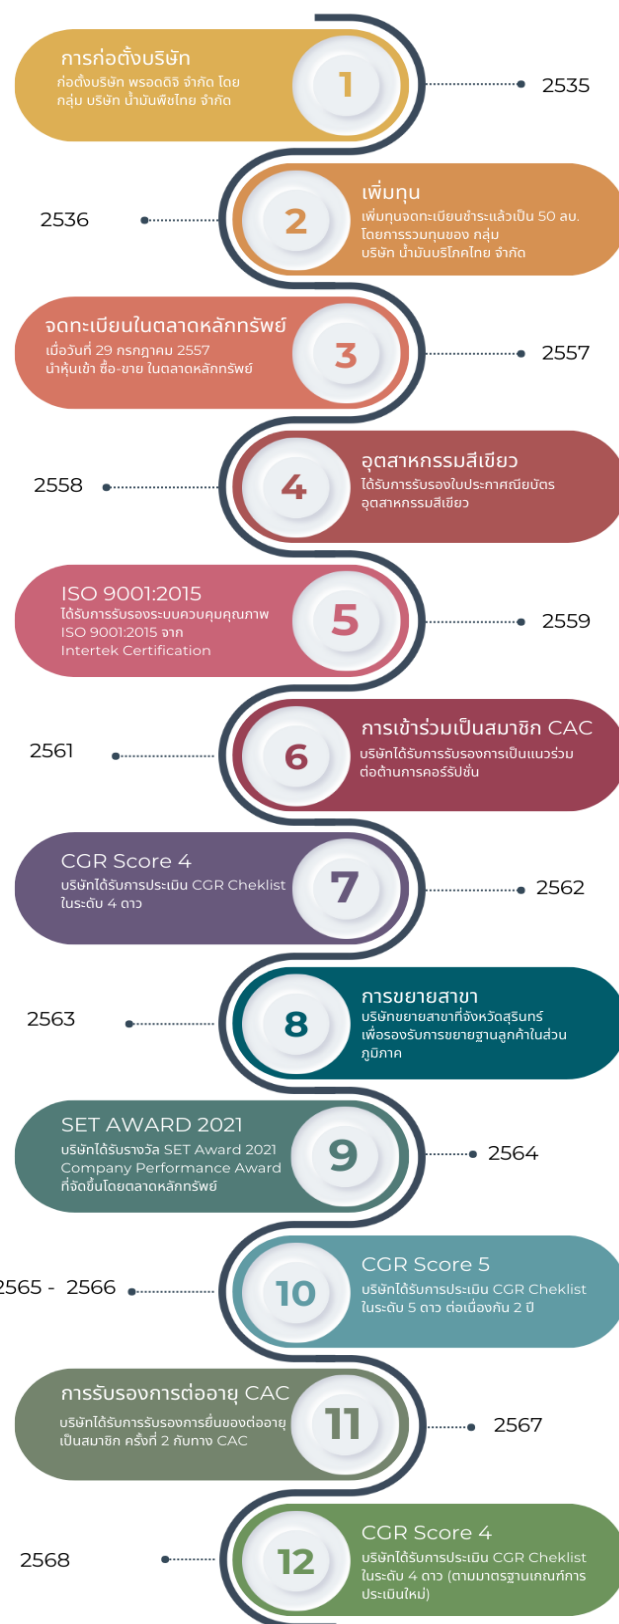 การก่อตั้งบริษัท
ก่อตั้งบริษัท พรอดดิจิ จำกัด โดย
กลุ่ม บริษัท น้ำมันพืชไทย จำกัด
1
2535
2536
2
เพิ่มทุน
เพิ่มทุนจดทะเบียนชำระแล้วเป็น 50 ลบ.
โดยการรวมทุนของ กลุ่ม
บริษัท น้ำมันบริโภคไทย จำกัด
จดทะเบียนในตลาดหลักทรัพย์
เมื่อวันที่ 29 กรกฎาคม 2557
นำหุ้นเข้า ซื้อ-ขาย ในตลาดหลักทรัพย์
3
2557
2558
4
อุตสาหกรรมสีเขียว
ได้รับการรับรองใบประกาศณียบัตร
อุตสาหกรรมสีเขียว
ISO 9001:2015
ได้รับการรับรองระบบควบคุมคุณภาพ
ISO 9001:2015 จาก
Intertek Certification
5
2559
2561
6
การเข้าร่วมเป็นสมาชิก CAC
บริษัทได้รับการรับรองการเป็นแนวร่วม
ต่อต้านการคอร์รัปชั่น
CGR Score 4
บริษัทได้รับการประเมิน CGR Cheklist
ในระดับ 4 ดาว
7
2562
2563
8
การขยายสาขา
บริษัทขยายสาขาที่จังหวัดสุรินทร์
เพื่อรองรับการขยายฐานลูกค้าในส่วน
ภูมิภาค
SET AWARD 2021
บริษัทได้รับรางวัล SET Award 2021
Company Performance Award
ที่จัดขึ้นโดยตลาดหลักทรัพย์
9
2564
2565 - 2566
10
CGR Score 5
บริษัทได้รับการประเมิน CGR Cheklist
ในระดับ 5 ดาว ต่อเนื่องกัน 2 ปี
การรับรองการต่ออายุ CAC
บริษัทได้รับการรับรองการยื่นของต่ออายุ
เป็นสมาชิก ครั้งที่ 2 กับทาง CAC
11
2567
2568
12
CGR Score 4
บริษัทได้รับการประเมิน CGR Cheklist
ในระดับ 4 ดาว (ตามมาตรฐานเกณฑ์การ
ประเมินใหม่)